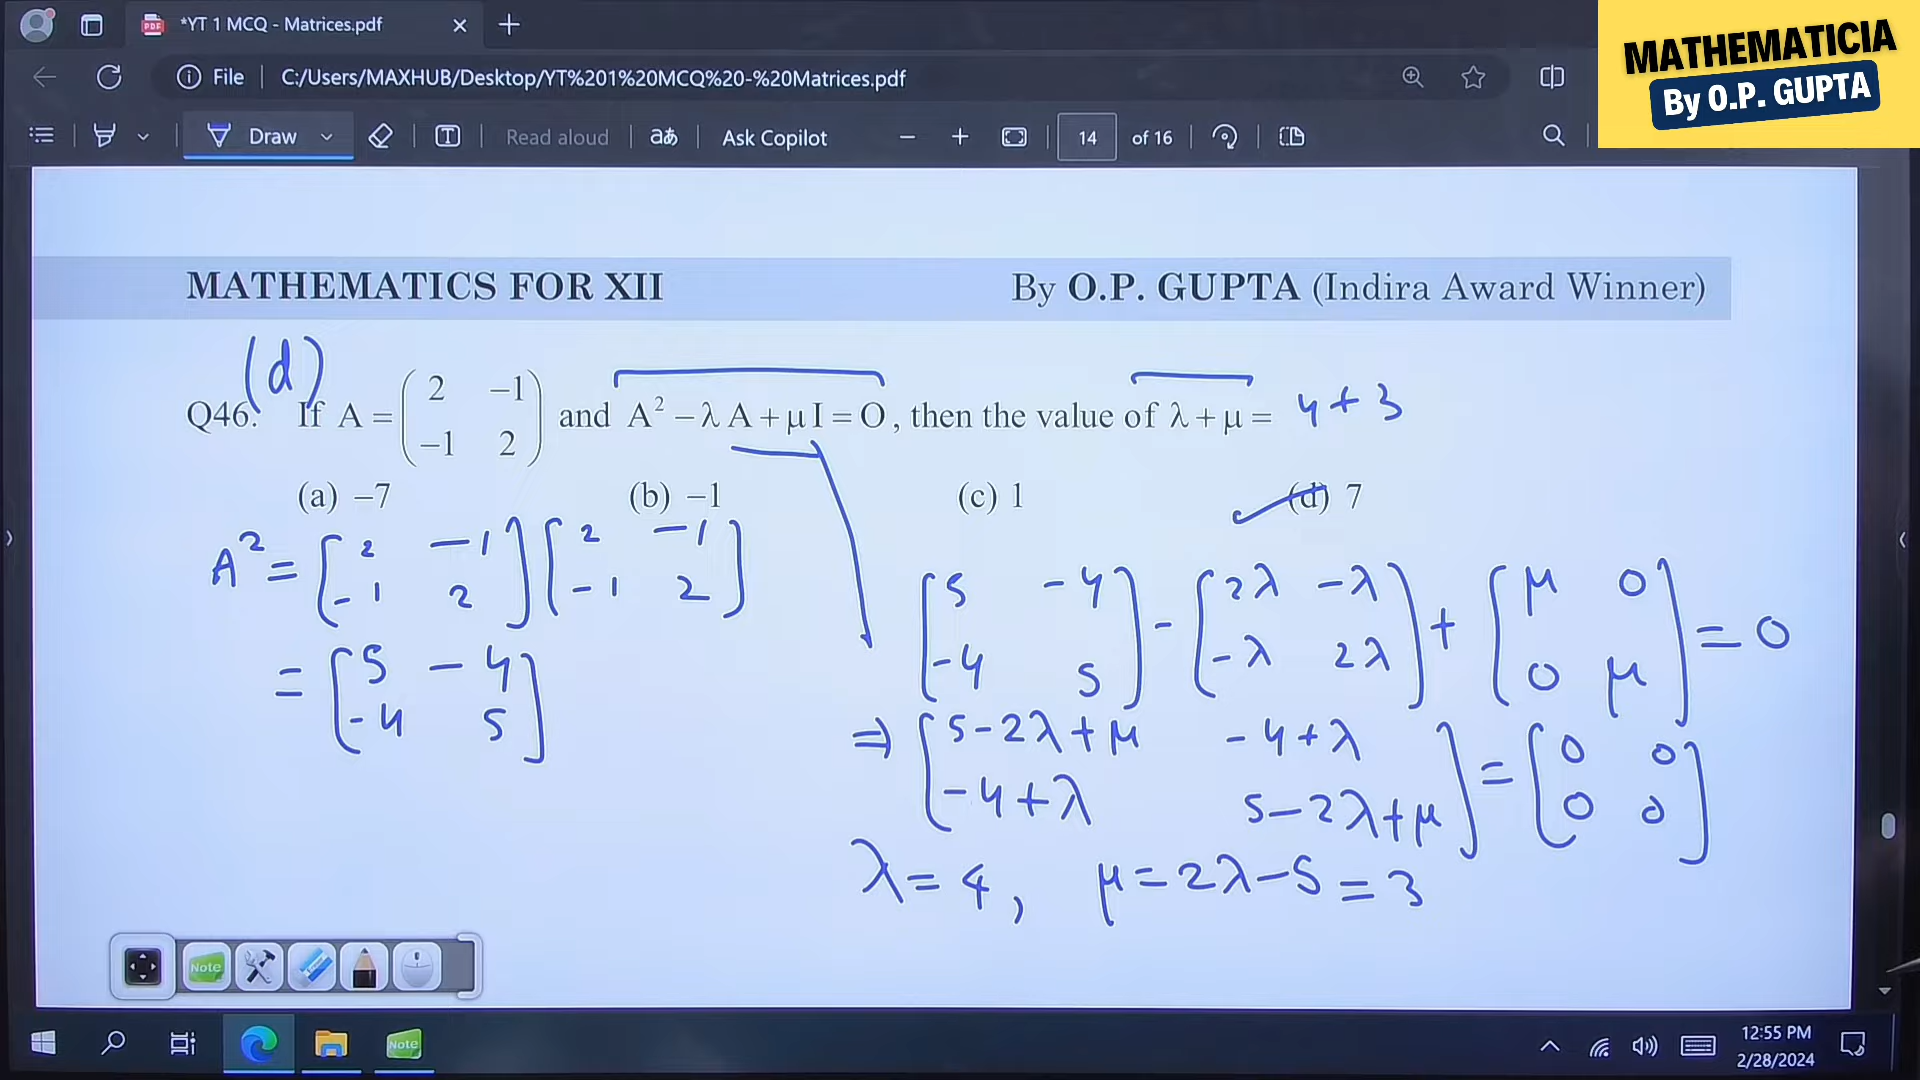 *YT 1 MCQ - Matrices.pdf
File C:/Users/MAXHUB/Desktop/YT%201%20MCQ%20-%20Matrices.pdf
MATHEMATICIA
By O.P. GUPTA
Draw Read aloud aあ Ask Copilot 14 of 16
MATHEMATICS FOR XII By O.P. GUPTA (Indira Award Winner)
(d)
Q46. If A = (2 −1 −1 2) and A² − λ A + μ I = O, then the value of λ + μ = 4 + 3
(a) −7 (b) −1 (c) 1 (d) 7
A² = [2 −1 −1 2] [2 −1 −1 2]
= [5 −4 −4 5]
[5 −4 −4 5] − [2λ −λ −λ 2λ] + [μ 0 0 μ] = 0
⇒ [5−2λ+μ −4+λ −4+λ 5−2λ+μ] = [0 0 0 0]
λ = 4, μ = 2λ−5 = 3
Note
Note
12:55 PM
2/28/2024